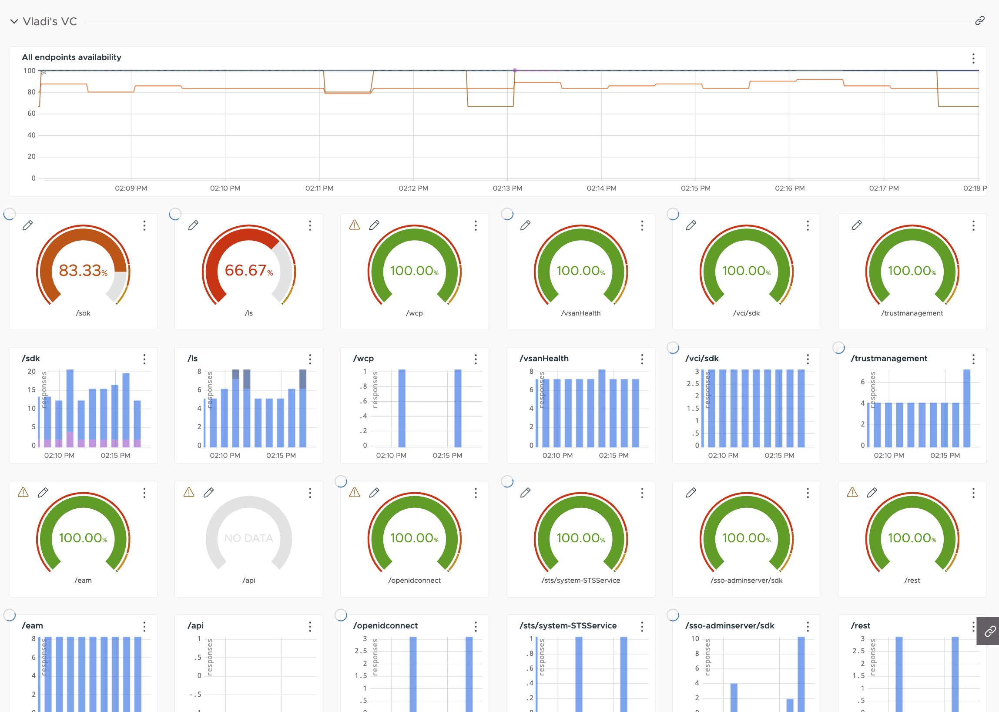 Vladi's VC
All endpoints availability
100
%
80
60
40
20
0
02:09 PM 02:10 PM 02:11 PM 02:12 PM 02:13 PM 02:14 PM 02:15 PM 02:16 PM 02:17 PM 02:18 P
83.33% 66.67% 100.00% 100.00% 100.00% 100.00%
/sdk /ls /wcp /vsanHealth /vci/sdk /trustmanagement
/sdk
20
15
10
5
0
responses
02:10 PM 02:15 PM
/ls
8
6
4
2
0
responses
02:10 PM 02:15 PM
/wcp
1
.8
.6
.4
.2
0
responses
02:10 PM 02:15 PM
/vsanHealth
8
6
4
2
0
responses
02:10 PM 02:15 PM
/vci/sdk
3
2.5
2
1.5
1
.5
0
responses
02:10 PM 02:15 PM
/trustmanagement
6
4
2
0
responses
02:10 PM 02:15 PM
100.00% NO DATA 100.00% 100.00% 100.00% 100.00%
/eam /api /openidconnect /sts/system-STSService /sso-adminserver/sdk /rest
/eam
8
6
4
2
responses
/api
1
.5
0
-.5
responses
/openidconnect
3
2.5
2
1.5
1
.5
responses
/sts/system-STSService
1
.8
.6
.4
.2
responses
/sso-adminserver/sdk
10
8
6
4
2
responses
/rest
3
2.5
2
1.5
1
.5
responses